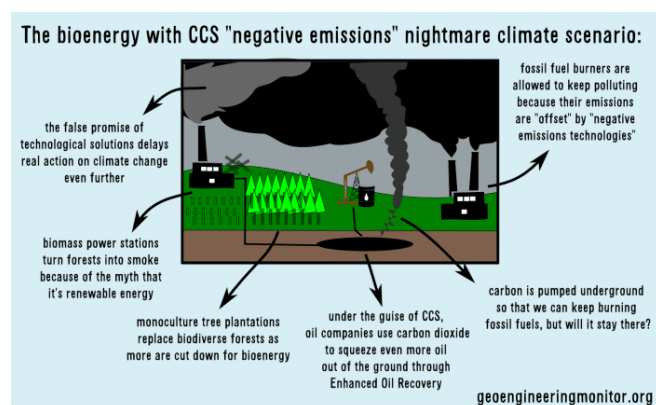 The bioenergy with CCS "negative emissions" nightmare climate scenario:
the false promise of
technological solutions delays
real action on climate change
even further
fossil fuel burners are
allowed to keep polluting
because their emissions
are "offset" by "negative
emissions technologies"
biomass power stations
turn forests into smoke
because of the myth that
it's renewable energy
monoculture tree plantations
replace biodiverse forests as
more are cut down for bioenergy
under the guise of CCS,
oil companies use carbon dioxide
to squeeze even more oil
out of the ground through
Enhanced Oil Recovery
carbon is pumped underground
so that we can keep burning
fossil fuels, but will it stay there?
geoengineeringmonitor.org